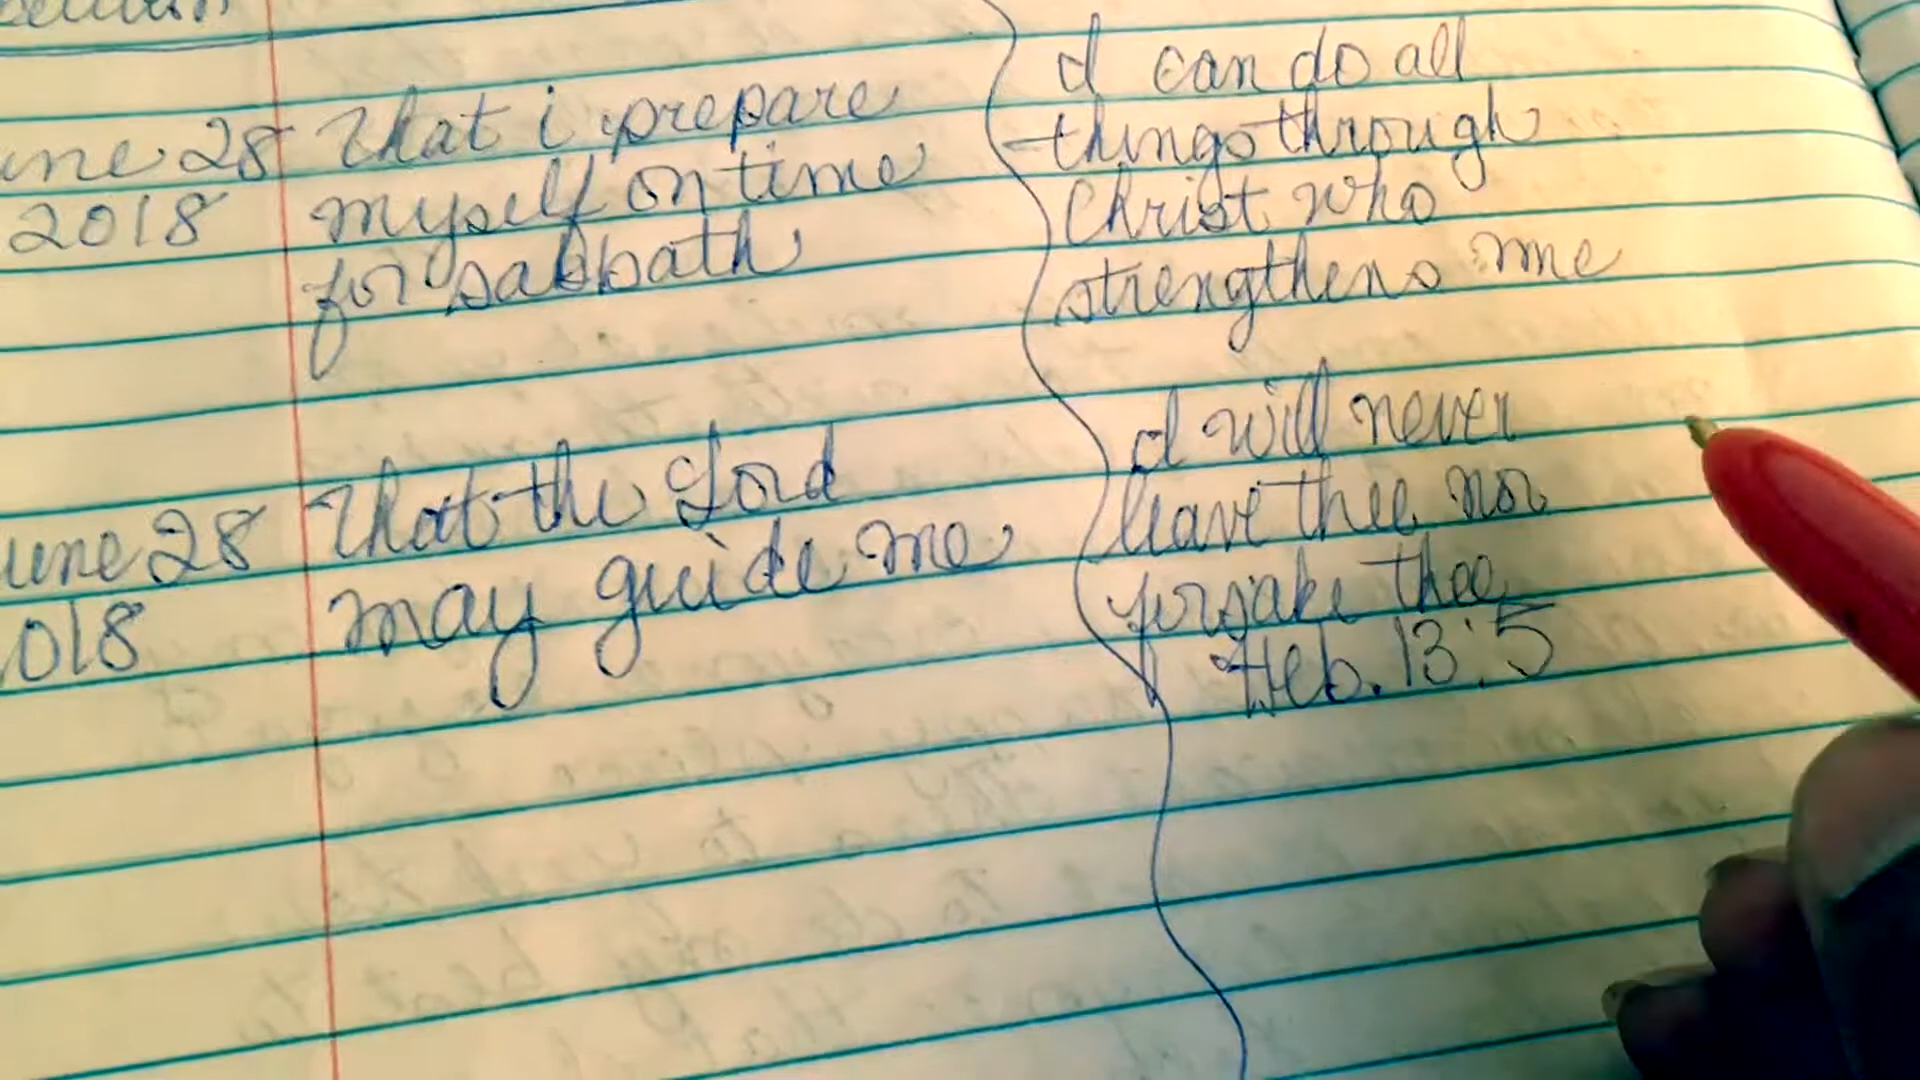 une 28 That i prepare
2018 myself on time
for sabbath
I can do all
things through
Christ who
strengthens me
une 28 That the Lord
018 may guide me
I will never
leave thee nor
forsake thee
Heb. 13:5